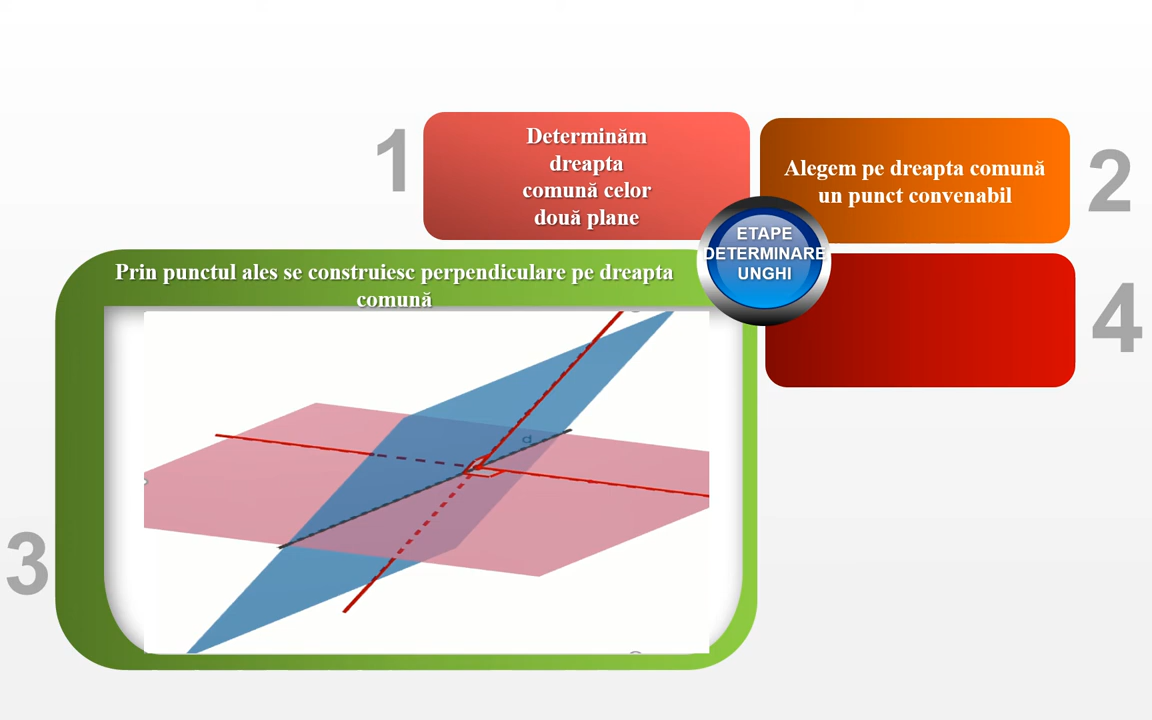 1
Determinăm
dreapta
comună celor
două plane
Alegem pe dreapta comună
un punct convenabil
2
ETAPE
DETERMINARE
UNGHI
Prin punctul ales se construiesc perpendiculare pe dreapta
comună
4
d
3